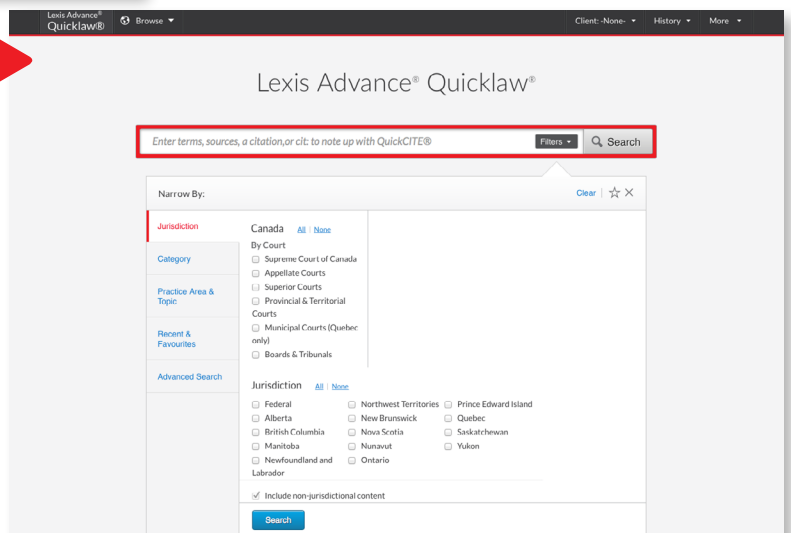 Lexis Advance®
Quicklaw®
Browse
Client: -None-
History
More
Lexis Advance® Quicklaw®
Enter terms, sources, a citation,or cit: to note up with QuickCITE®
Filters
Search
Narrow By:
Clear
Jurisdiction
Category
Practice Area &
Topic
Recent &
Favourites
Advanced Search
Canada All | None
By Court
Supreme Court of Canada
Appellate Courts
Superior Courts
Provincial & Territorial
Courts
Municipal Courts (Quebec
only)
Boards & Tribunals
Jurisdiction All | None
Federal Northwest Territories Prince Edward Island
Alberta New Brunswick Quebec
British Columbia Nova Scotia Saskatchewan
Manitoba Nunavut Yukon
Newfoundland and Ontario
Labrador
Include non-jurisdictional content
Search